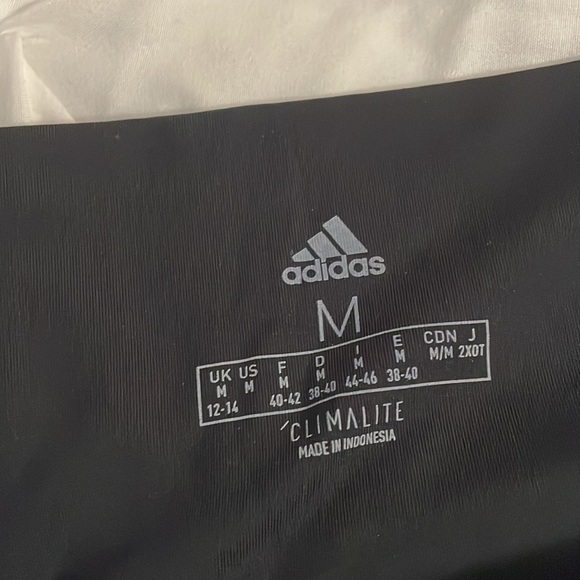 adidas
M
UK US F D I E CDN J
M M M M M M M/M 2XOT
12-14 40-42 38-40 44-46 38-40
CLIMALITE
MADE IN INDONESIA